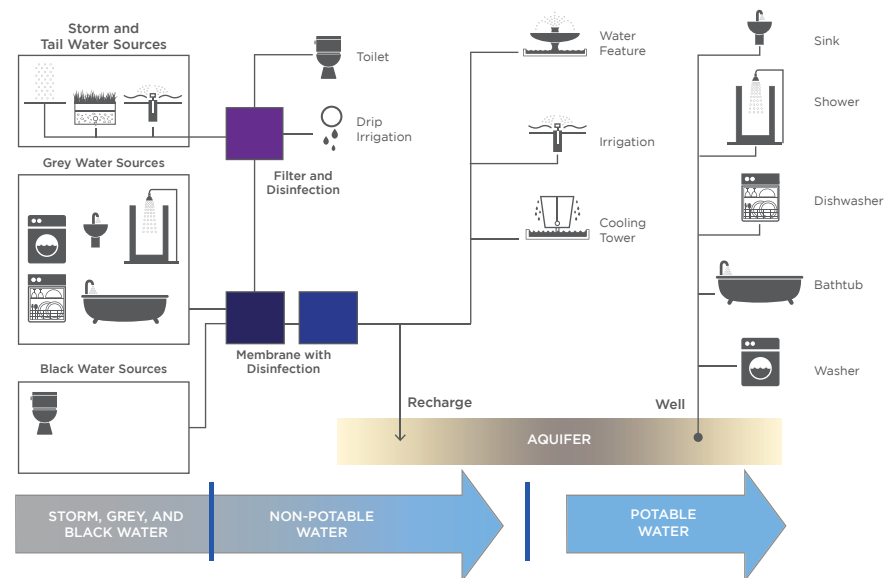 Storm and
Tail Water Sources
Toilet
Drip
Irrigation
Filter and
Disinfection
Grey Water Sources
Membrane with
Disinfection
Black Water Sources
Water
Feature
Irrigation
Cooling
Tower
Sink
Shower
Dishwasher
Bathtub
Washer
Recharge
Well
AQUIFER
STORM, GREY, AND
BLACK WATER
NON-POTABLE
WATER
POTABLE
WATER